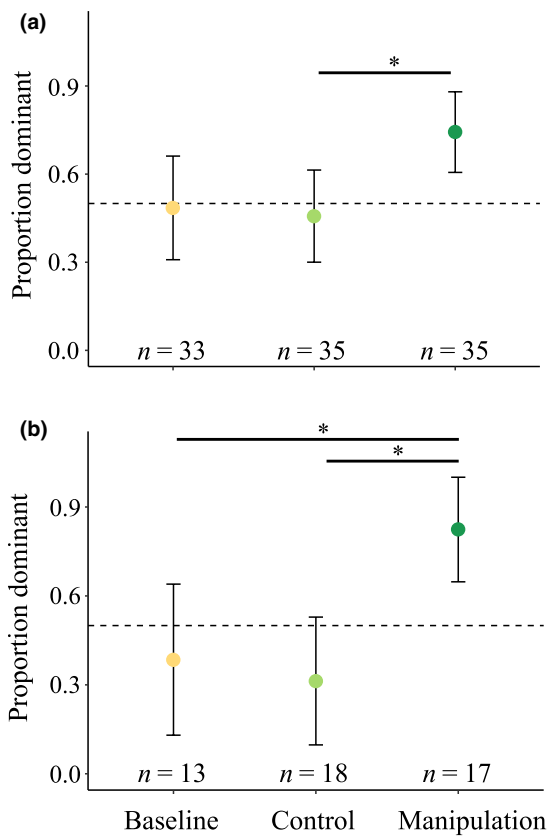 (a)
*
0.9
0.6
0.3
0.0
Proportion dominant
n = 33 n = 35 n = 35
(b)
*
*
0.9
0.6
0.3
0.0
Proportion dominant
n = 13 n = 18 n = 17
Baseline Control Manipulation